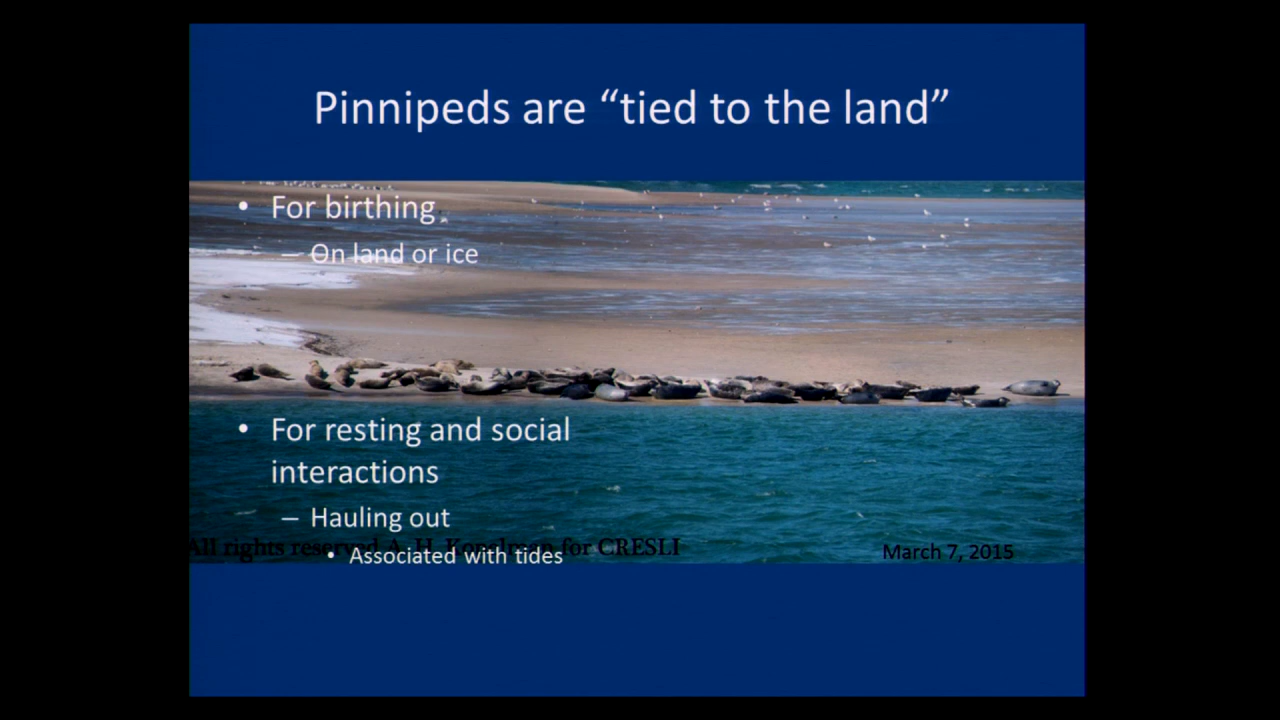 Pinnipeds are “tied to the land”
• For birthing
– On land or ice
• For resting and social
interactions
– Hauling out
• Associated with tides
All rights reserved A. H. Kopelman for CRESLI
March 7, 2015